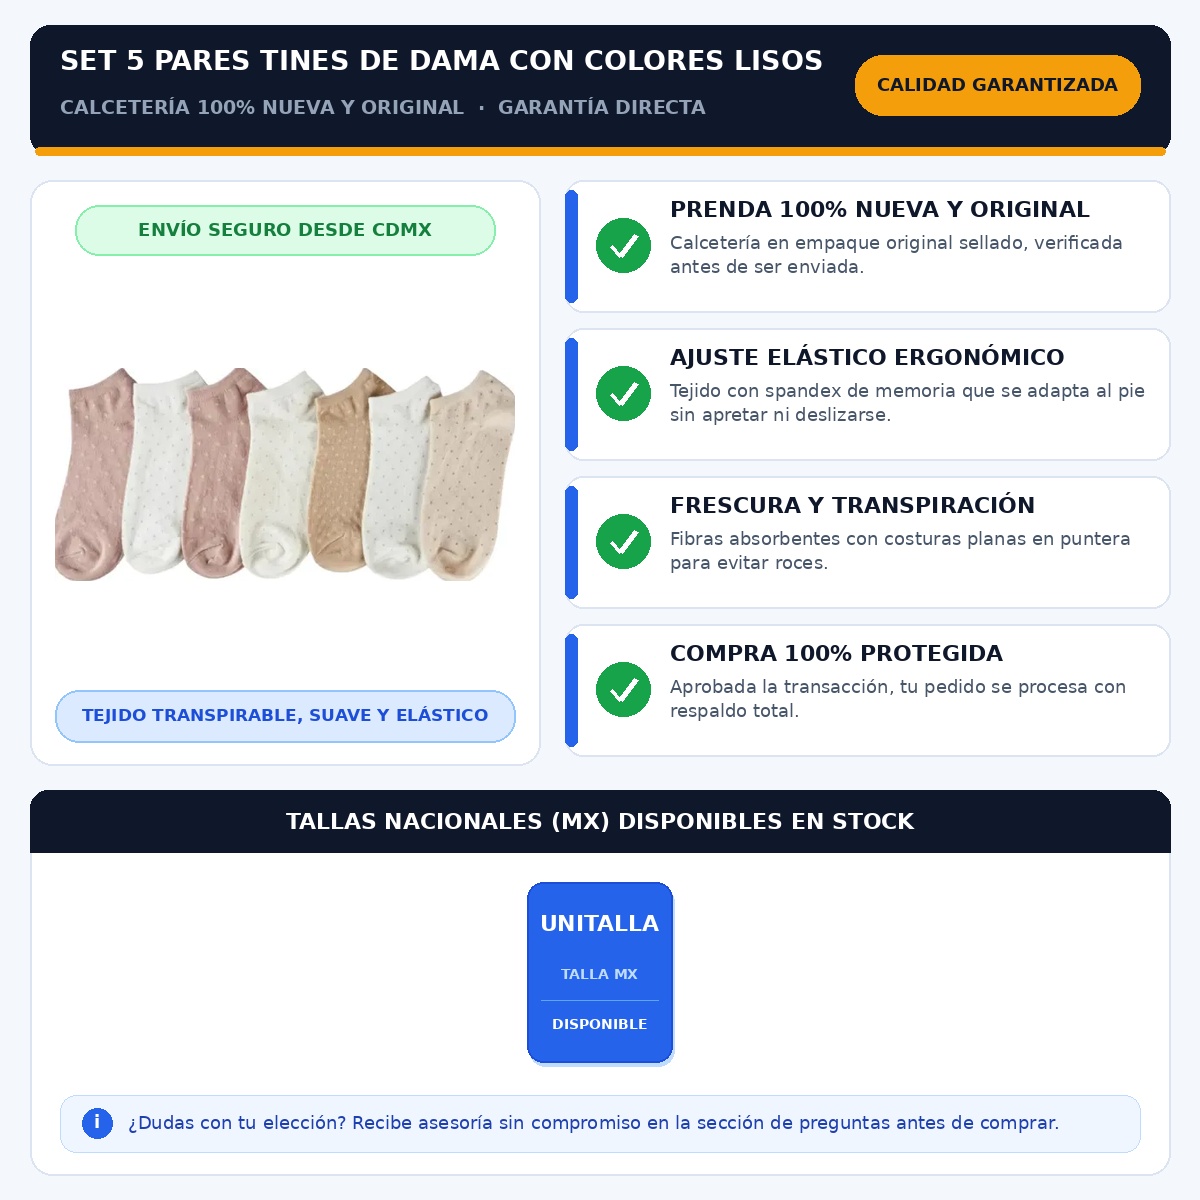 SET 5 PARES TINES DE DAMA CON COLORES LISOS
CALCETERÍA 100% NUEVA Y ORIGINAL · GARANTÍA DIRECTA
CALIDAD GARANTIZADA
ENVÍO SEGURO DESDE CDMX
TEJIDO TRANSPIRABLE, SUAVE Y ELÁSTICO
PRENDA 100% NUEVA Y ORIGINAL
Calcetería en empaque original sellado, verificada
antes de ser enviada.
AJUSTE ELÁSTICO ERGONÓMICO
Tejido con spandex de memoria que se adapta al pie
sin apretar ni deslizarse.
FRESCURA Y TRANSPIRACIÓN
Fibras absorbentes con costuras planas en puntera
para evitar roces.
COMPRA 100% PROTEGIDA
Aprobada la transacción, tu pedido se procesa con
respaldo total.
TALLAS NACIONALES (MX) DISPONIBLES EN STOCK
UNITALLA
TALLA MX
DISPONIBLE
i ¿Dudas con tu elección? Recibe asesoría sin compromiso en la sección de preguntas antes de comprar.